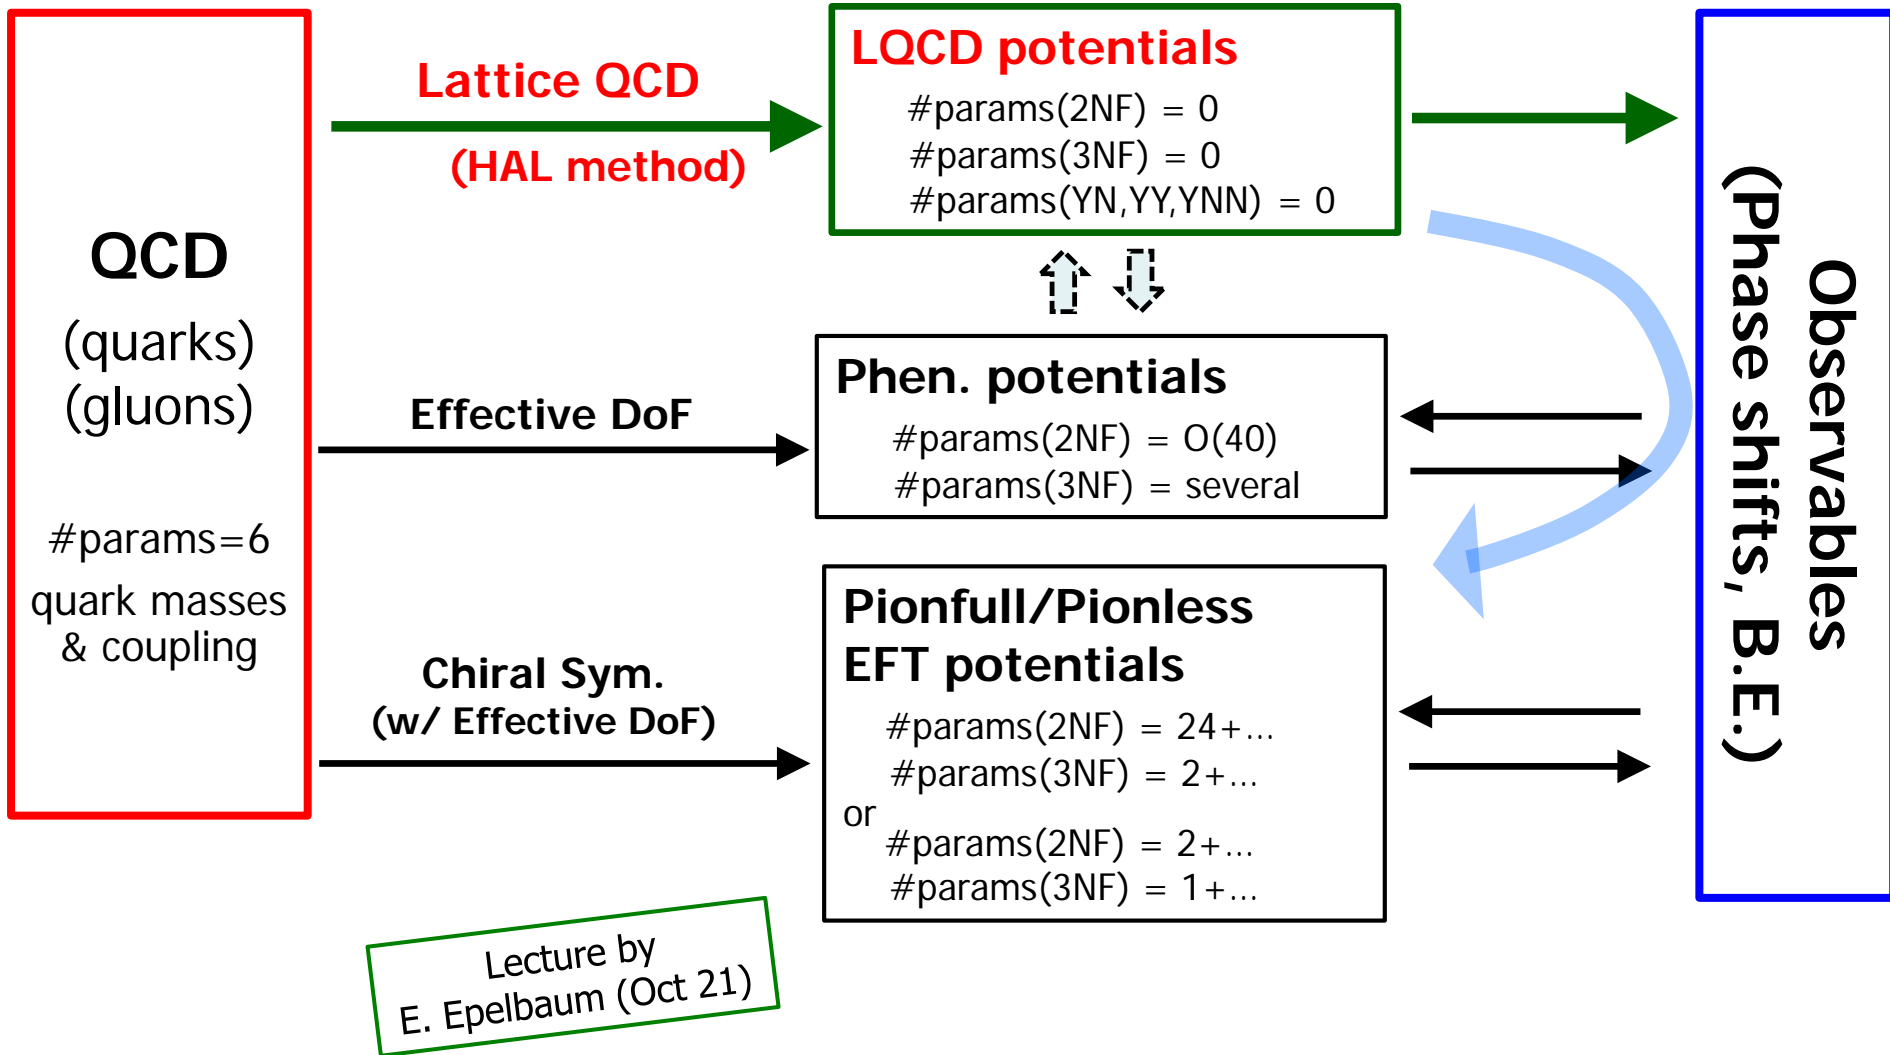 QCD
(quarks)
(gluons)
#params=6
quark masses
& coupling
Lattice QCD
(HAL method)
LQCD potentials
#params(2NF) = 0
#params(3NF) = 0
#params(YN,YY,YNN) = 0
Effective DoF
Phen. potentials
#params(2NF) = O(40)
#params(3NF) = several
Chiral Sym.
(w/ Effective DoF)
Pionfull/Pionless
EFT potentials
#params(2NF) = 24+...
#params(3NF) = 2+...
or
#params(2NF) = 2+...
#params(3NF) = 1+...
Observables
(Phase shifts, B.E.)
Lecture by
E. Epelbaum (Oct 21)